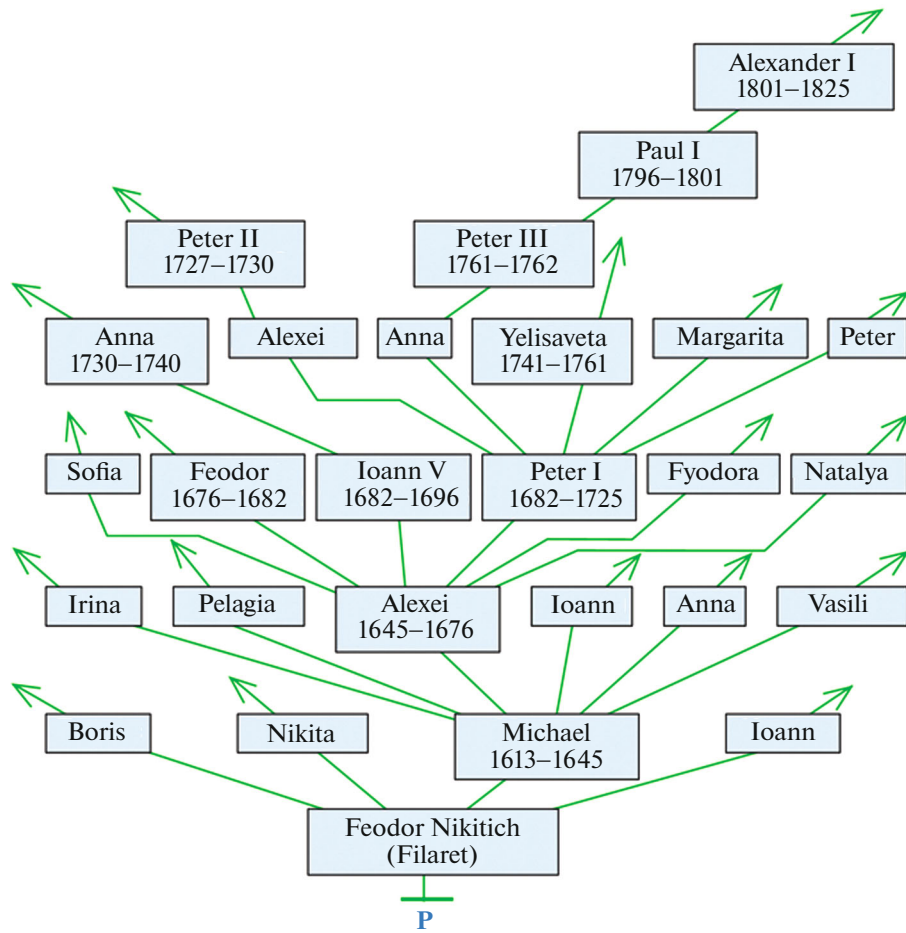 Alexander I
1801–1825
Paul I
1796–1801
Peter II
1727–1730
Peter III
1761–1762
Anna
1730–1740
Alexei
Anna
Yelisaveta
1741–1761
Margarita
Peter
Sofia
Feodor
1676–1682
Ioann V
1682–1696
Peter I
1682–1725
Fyodora
Natalya
Irina
Pelagia
Alexei
1645–1676
Ioann
Anna
Vasili
Boris
Nikita
Michael
1613–1645
Ioann
Feodor Nikitich
(Filaret)
P